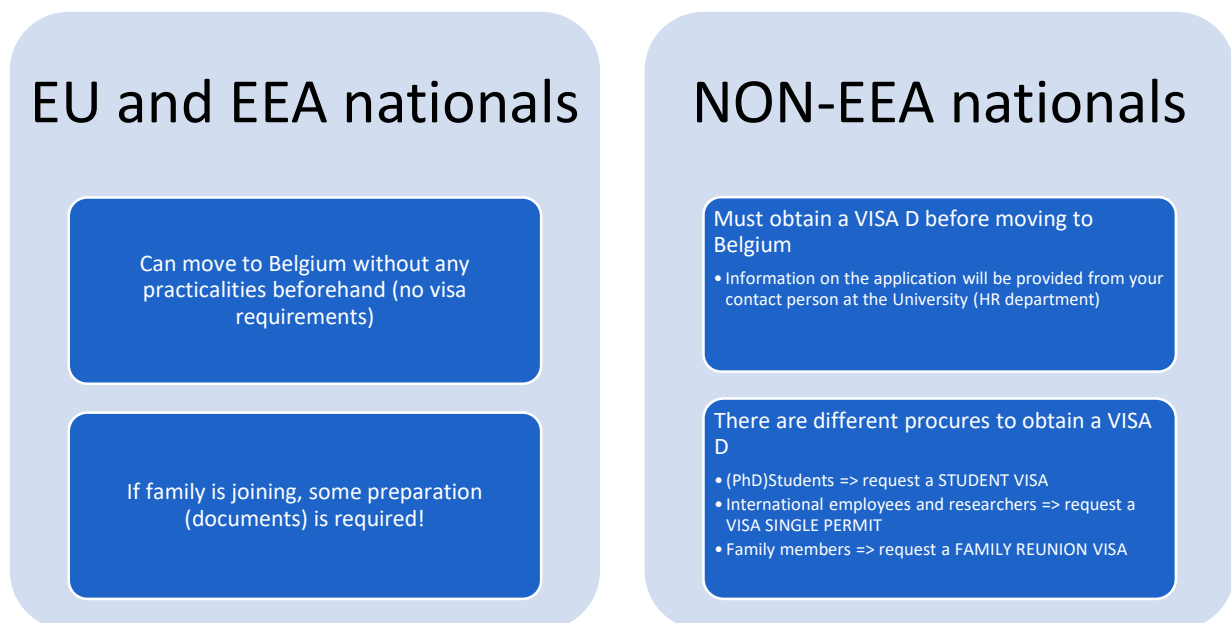 EU and EEA nationals
Can move to Belgium without any
practicalities beforehand (no visa
requirements)
If family is joining, some preparation
(documents) is required!
NON-EEA nationals
Must obtain a VISA D before moving to
Belgium
• Information on the application will be provided from your
contact person at the University (HR department)
There are different procures to obtain a VISA
D
• (PhD)Students => request a STUDENT VISA
• International employees and researchers => request a
VISA SINGLE PERMIT
• Family members => request a FAMILY REUNION VISA